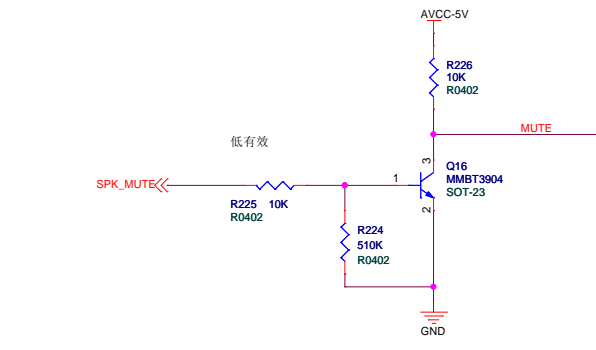 AVCC-5V
R226
10K
R0402
MUTE
低有效
3
Q16
MMBT3904
SOT-23
1
2
SPK_MUTE
R225 10K
R0402
R224
510K
R0402
GND